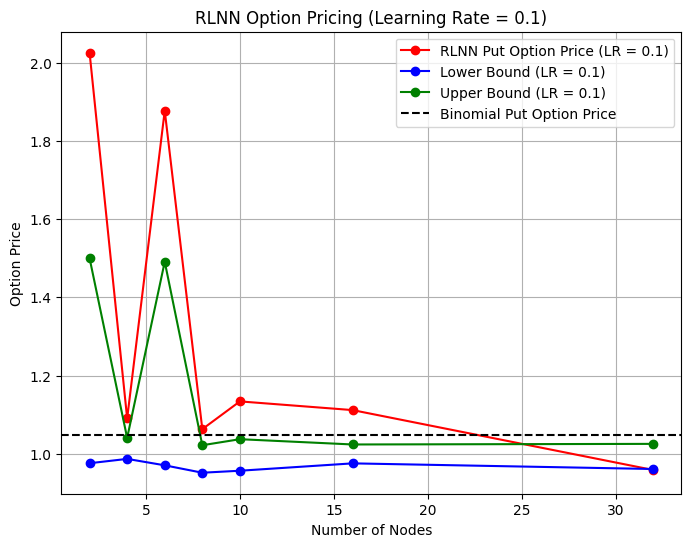 RLNN Option Pricing (Learning Rate = 0.1)
RLNN Put Option Price (LR = 0.1)
Lower Bound (LR = 0.1)
Upper Bound (LR = 0.1)
Binomial Put Option Price
Option Price
2.0
1.8
1.6
1.4
1.2
1.0
5
10
15
20
25
30
Number of Nodes